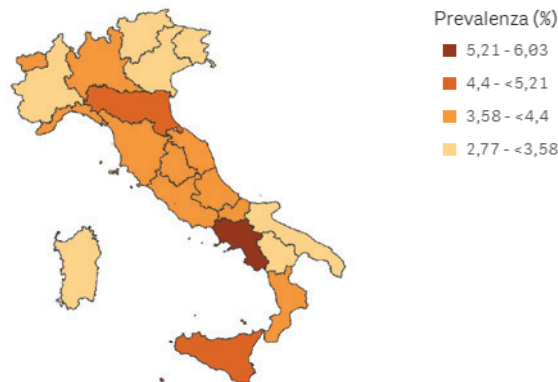 Prevalenza (%)
5,21 - 6,03
4,4 - <5,21
3,58 - <4,4
2,77 - <3,58